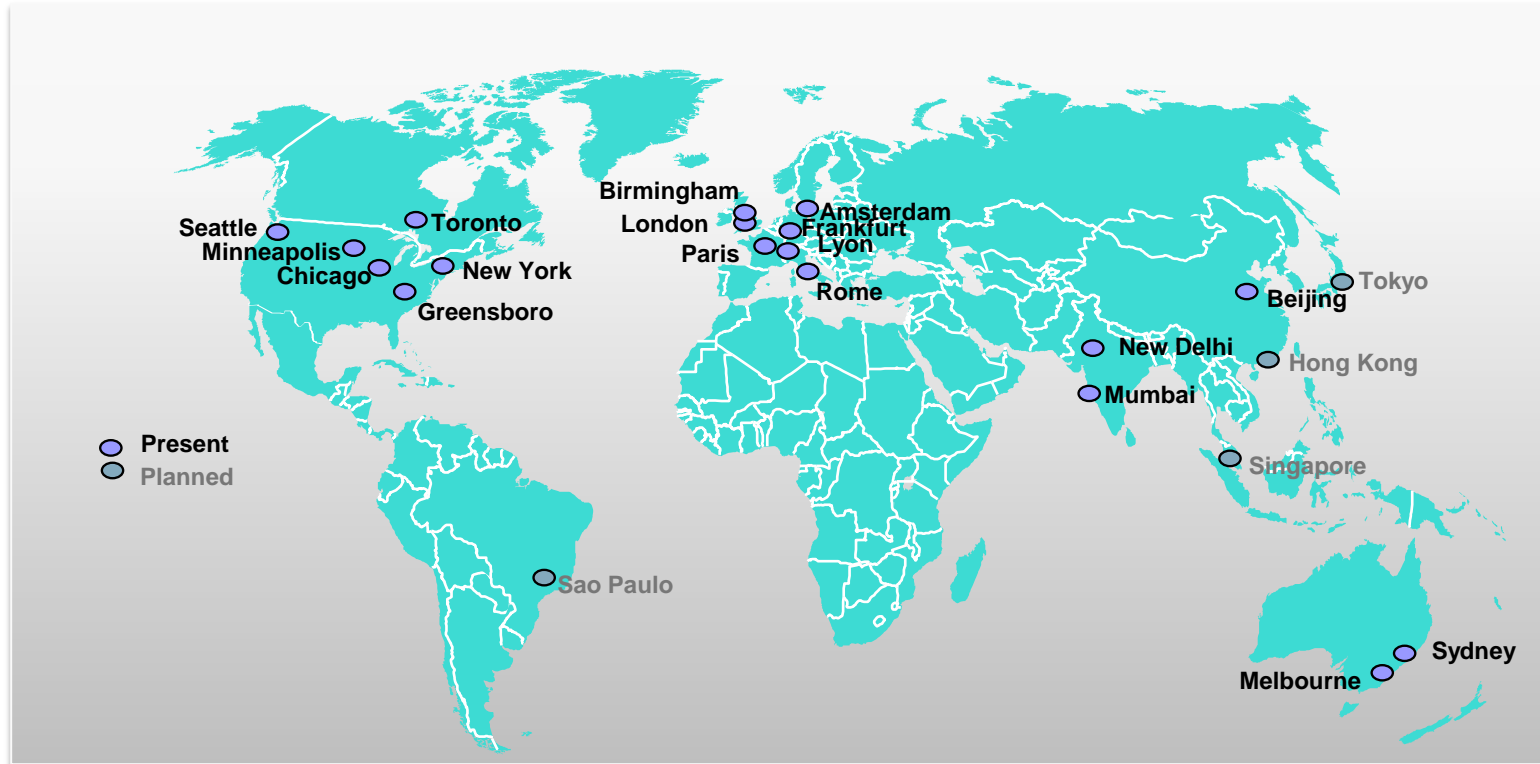 Birmingham
Amsterdam
Seattle
Toronto
London
Frankfurt
Minneapolis
Paris
Lyon
Chicago
New York
Rome
Greensboro
Tokyo
Beijing
New Delhi
Hong Kong
Mumbai
Present
Planned
Singapore
Sao Paulo
Sydney
Melbourne